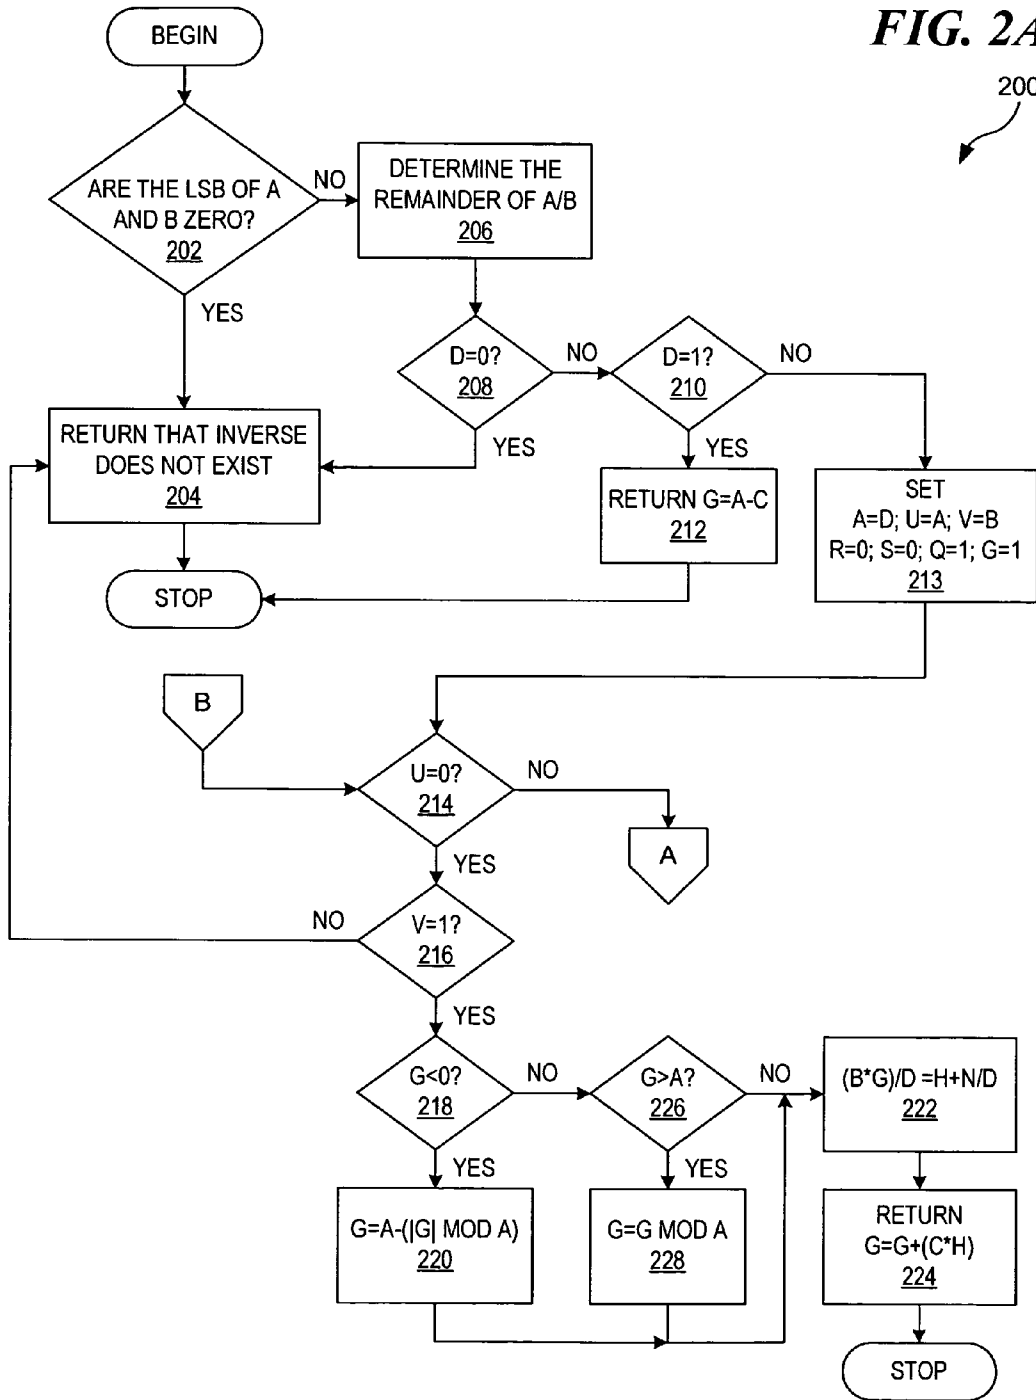 FIG. 2A
200
BEGIN
ARE THE LSB OF A
AND B ZERO?
202
NO
YES
DETERMINE THE
REMAINDER OF A/B
206
D=0?
208
NO
YES
D=1?
210
NO
YES
RETURN THAT INVERSE
DOES NOT EXIST
204
RETURN G=A-C
212
SET
A=D; U=A; V=B
R=0; S=0; Q=1; G=1
213
STOP
B
U=0?
214
NO
YES
A
V=1?
216
NO
YES
G<0?
218
NO
YES
G>A?
226
NO
YES
(B*G)/D =H+N/D
222
G=A-(|G| MOD A)
220
G=G MOD A
228
RETURN
G=G+(C*H)
224
STOP